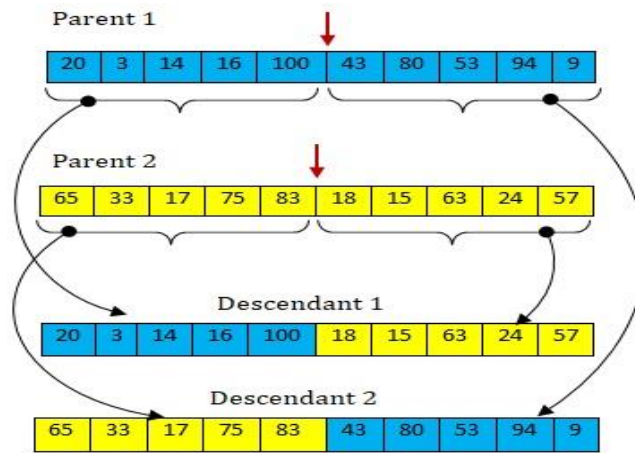 Parent 1
20 3 14 16 100 43 80 53 94 9
Parent 2
65 33 17 75 83 18 15 63 24 57
Descendant 1
20 3 14 16 100 18 15 63 24 57
Descendant 2
65 33 17 75 83 43 80 53 94 9